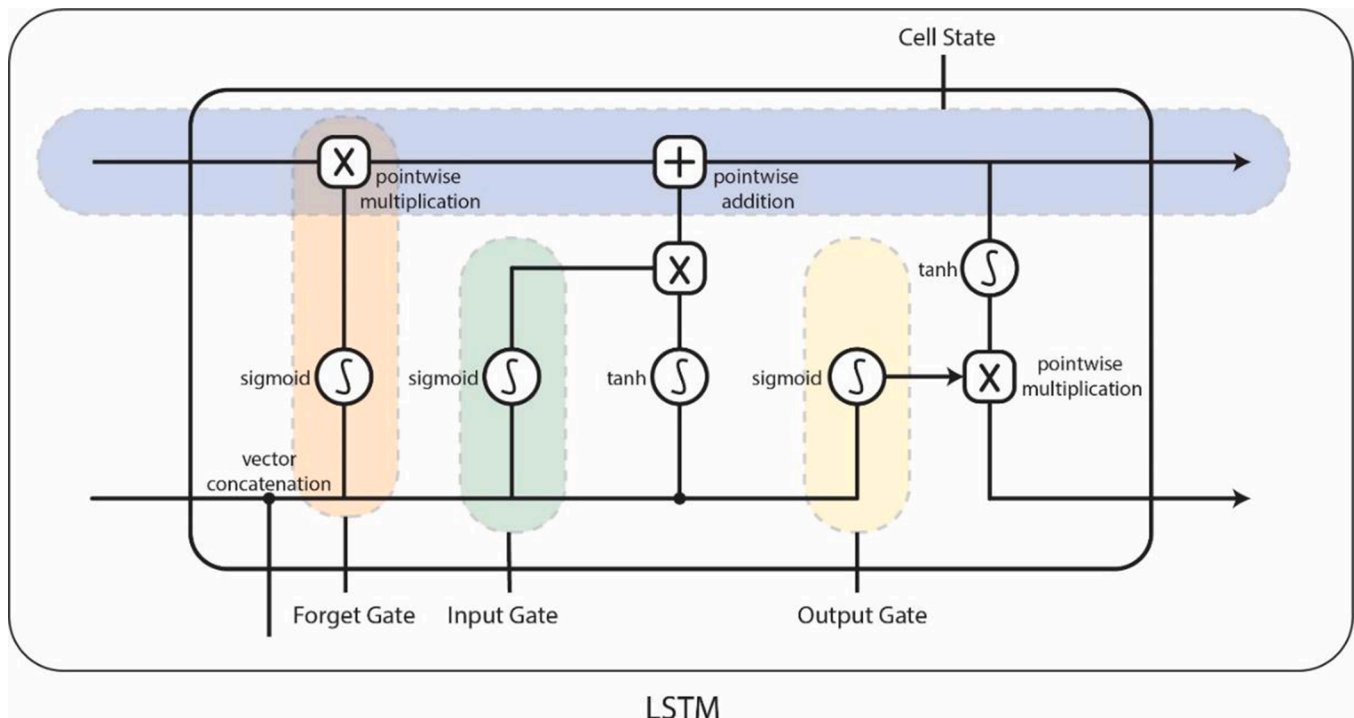 Cell State
X
+
pointwise
multiplication
pointwise
addition
X
tanh
sigmoid
sigmoid
tanh
sigmoid
X
pointwise
multiplication
vector
concatenation
Forget Gate
Input Gate
Output Gate
LSTM